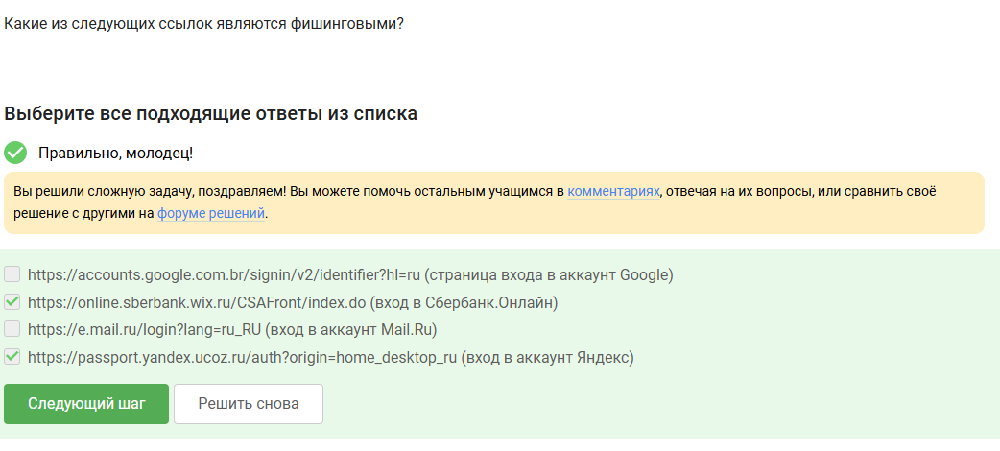 Какие из следующих ссылок являются фишинговыми?
Выберите все подходящие ответы из списка
Правильно, молодец!
Вы решили сложную задачу, поздравляем! Вы можете помочь остальным учащимся в комментариях, отвечая на их вопросы, или сравнить своё
решение с другими на форуме решений.
https://accounts.google.com.br/signin/v2/identifier?hl=ru (страница входа в аккаунт Google)
https://online.sberbank.wix.ru/CSAFront/index.do (вход в Сбербанк.Онлайн)
https://e.mail.ru/login?lang=ru_RU (вход в аккаунт Mail.Ru)
https://passport.yandex.ucoz.ru/auth?origin=home_desktop_ru (вход в аккаунт Яндекс)
Следующий шаг
Решить снова